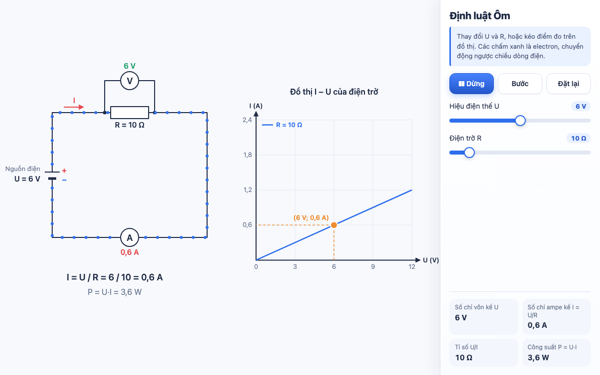 6 V
V
I
R = 10 Ω
Nguồn điện
U = 6 V
+
−
A
0,6 A
I = U / R = 6 / 10 = 0,6 A
P = U·I = 3,6 W
Đồ thị I – U của điện trở
I (A)
2,4
R = 10 Ω
1,8
1,2
(6 V; 0,6 A)
0,6
0
3
6
9
12
U (V)
Định luật Ôm
Thay đổi U và R, hoặc kéo điểm đo trên
đồ thị. Các chấm xanh là electron, chuyển
động ngược chiều dòng điện.
Dừng
Bước
Đặt lại
Hiệu điện thế U
6 V
Điện trở R
10 Ω
Số chỉ vôn kế U
6 V
Số chỉ ampe kế I =
U/R
0,6 A
Tỉ số U/I
10 Ω
Công suất P = U·I
3,6 W